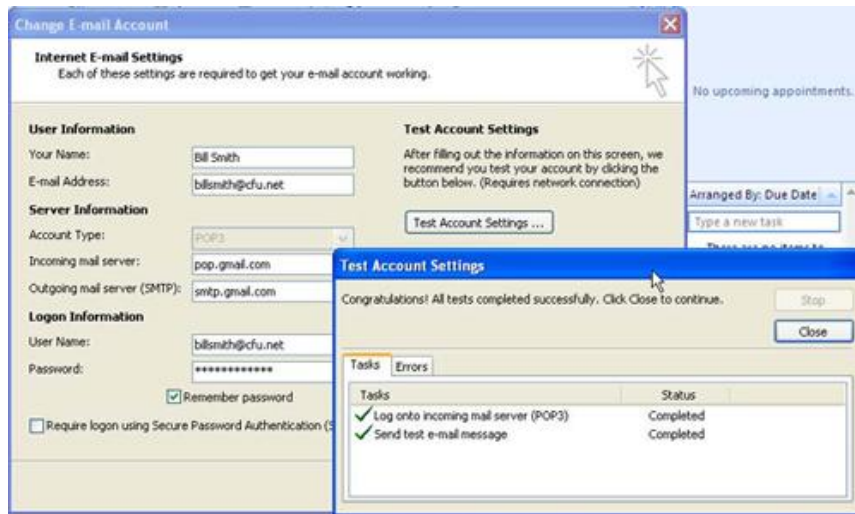 Change E-mail Account
Internet E-mail Settings
Each of these settings are required to get your e-mail account working.
No upcoming appointments.
User Information
Your Name:
Bill Smith
E-mail Address:
billsmith@cfu.net
Server Information
Account Type:
POP3
Incoming mail server:
pop.gmail.com
Outgoing mail server (SMTP):
smtp.gmail.com
Logon Information
User Name:
billsmith@cfu.net
Password:
************
Remember password
Require logon using Secure Password Authentication (S
Test Account Settings
After filling out the information on this screen, we
recommend you test your account by clicking the
button below. (Requires network connection)
Test Account Settings ...
Arranged By: Due Date
Type a new task
There are no items to
Test Account Settings
Congratulations! All tests completed successfully. Click Close to continue.
Stop
Close
Tasks Errors
Tasks Status
Log onto incoming mail server (POP3) Completed
Send test e-mail message Completed